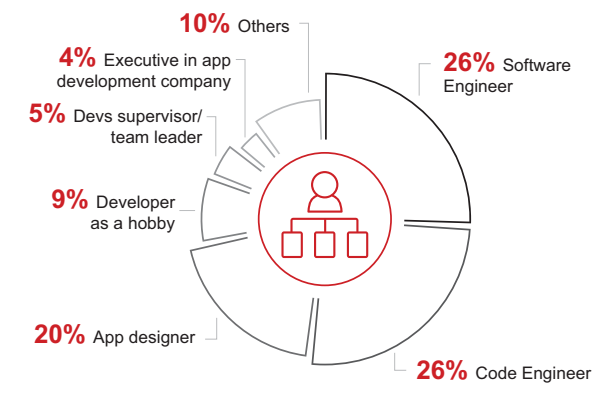 10% Others
4% Executive in app
development company
5% Devs supervisor/
team leader
9% Developer
as a hobby
20% App designer
26% Software
Engineer
26% Code Engineer